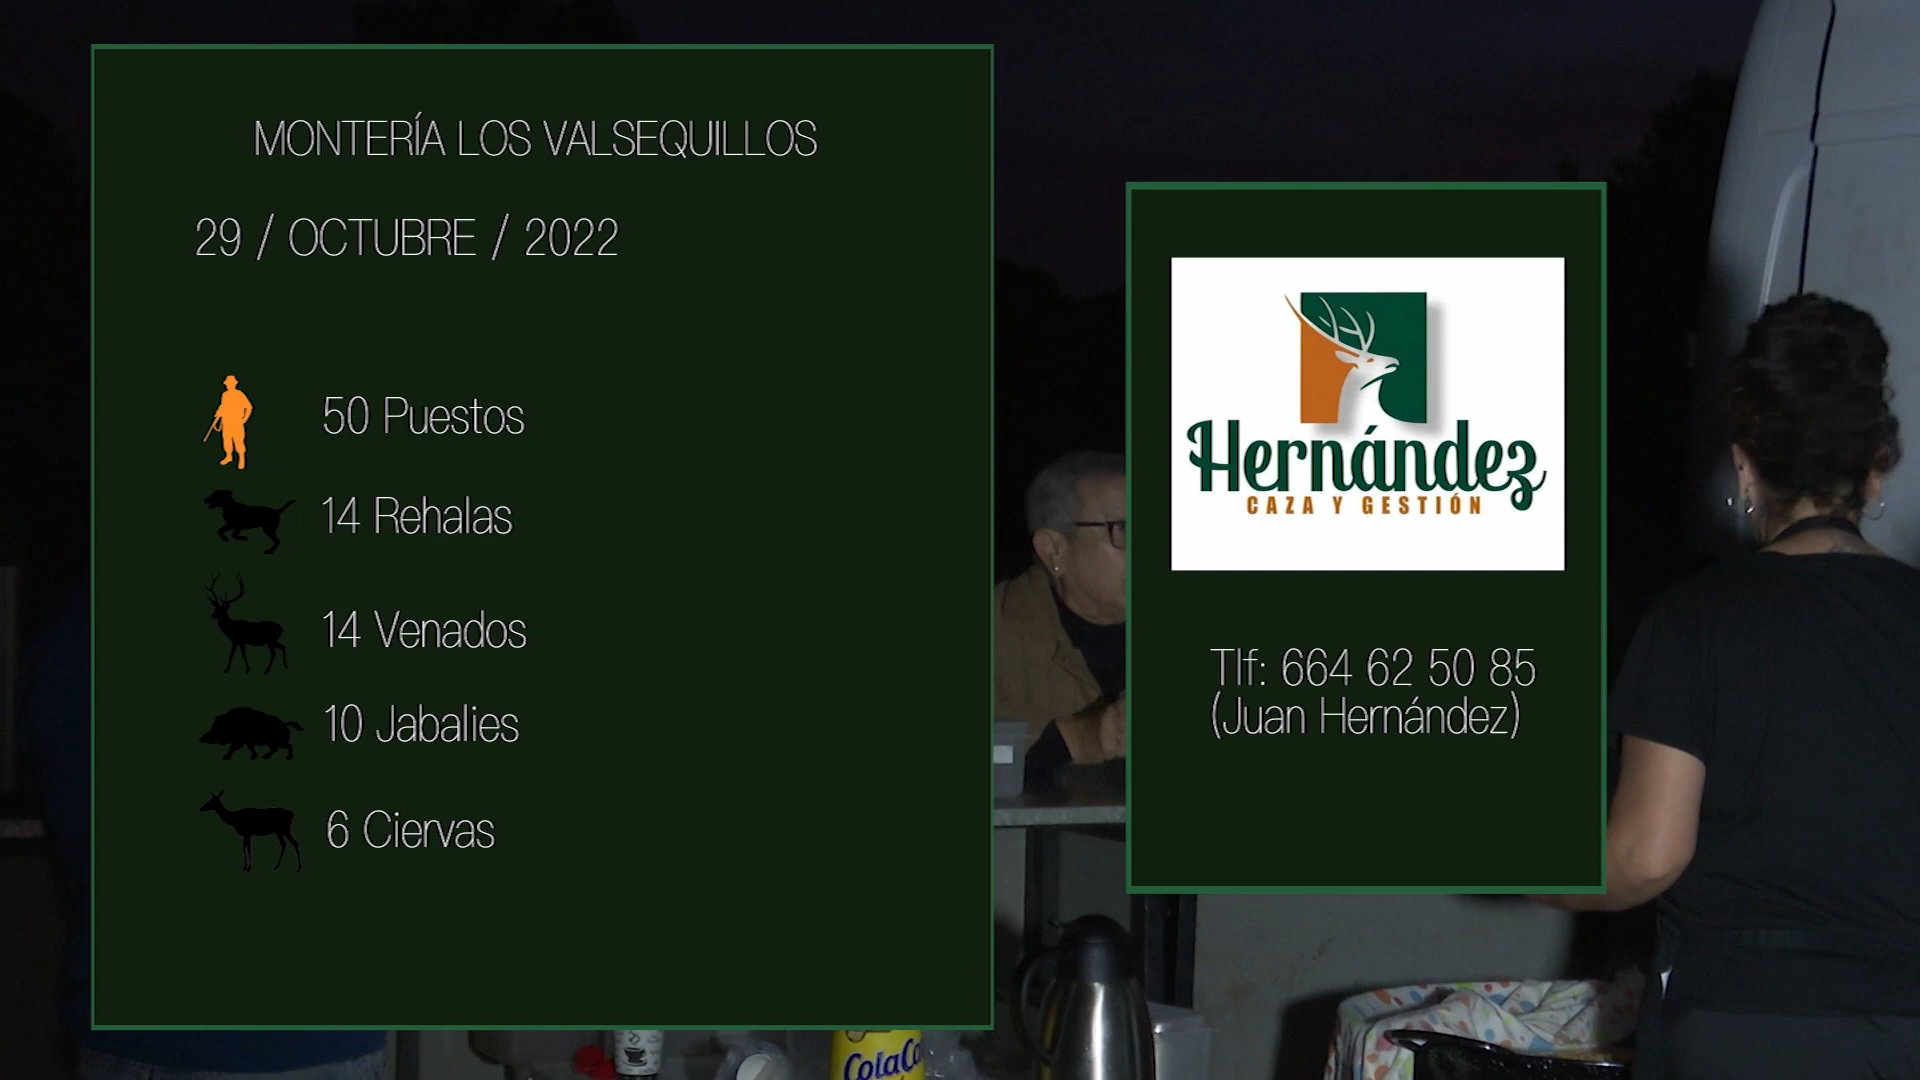 MONTERÍA LOS VALSEQUILLOS
29 / OCTUBRE / 2022
50 Puestos
14 Rehalas
14 Venados
10 Jabalies
6 Ciervas
Hernández
CAZA Y GESTIÓN
Tlf: 664 62 50 85
(Juan Hernández)